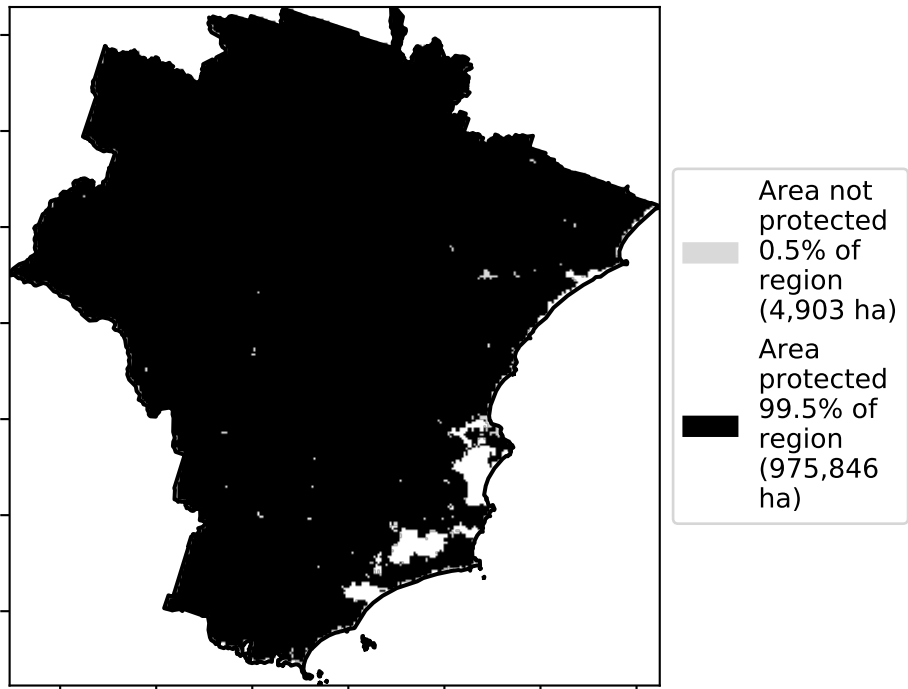 Area not
protected
0.5% of
region
(4,903 ha)
Area
protected
99.5% of
region
(975,846
ha)